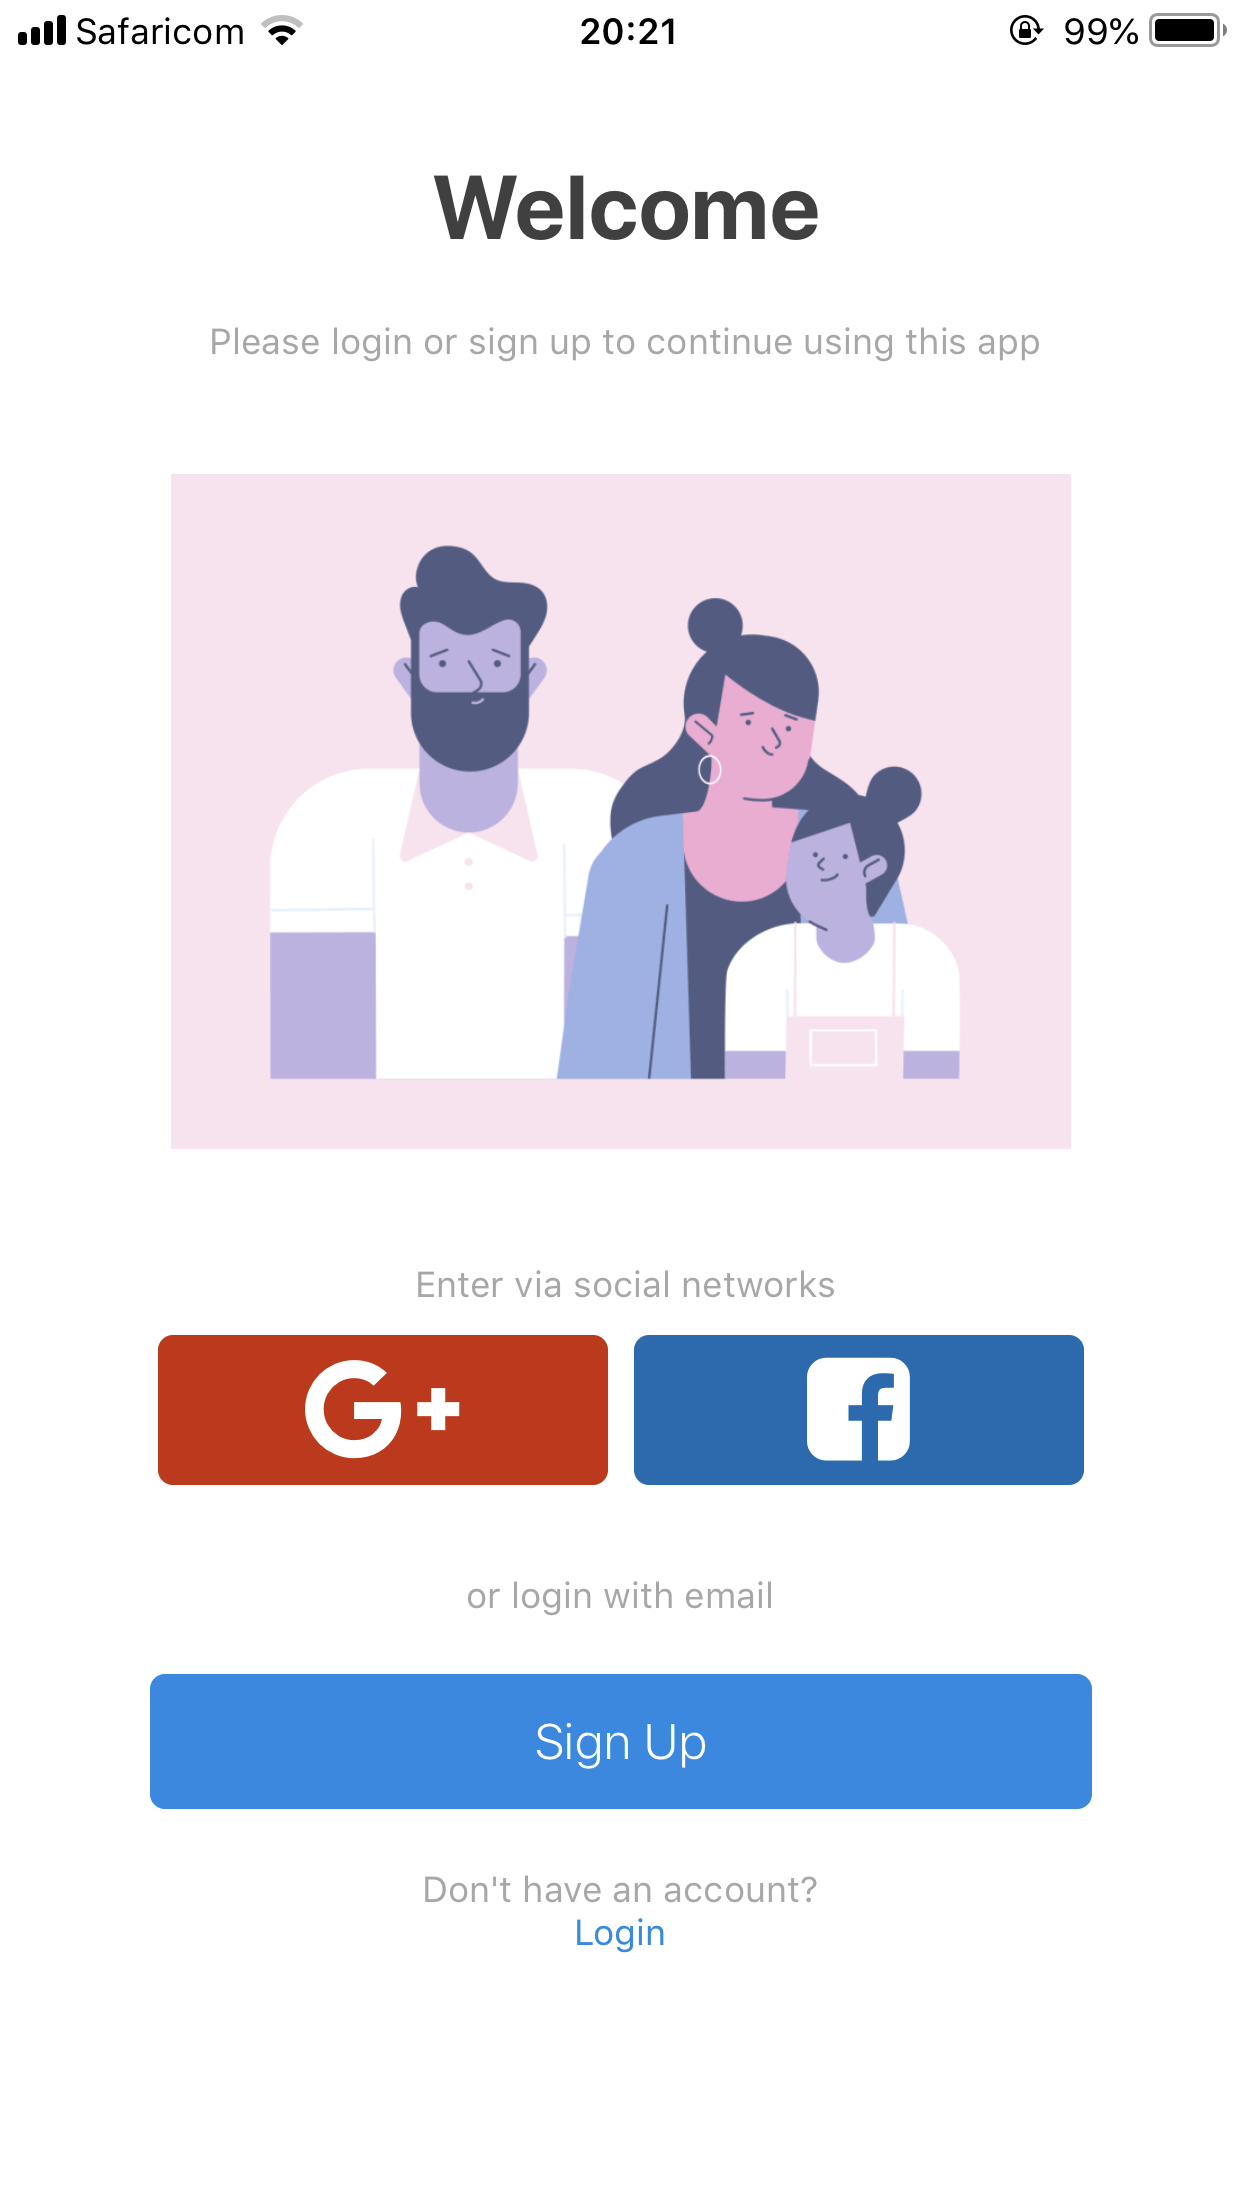 Safaricom 20:21 99%
Welcome
Please login or sign up to continue using this app
Enter via social networks
G+ f
or login with email
Sign Up
Don't have an account?
Login